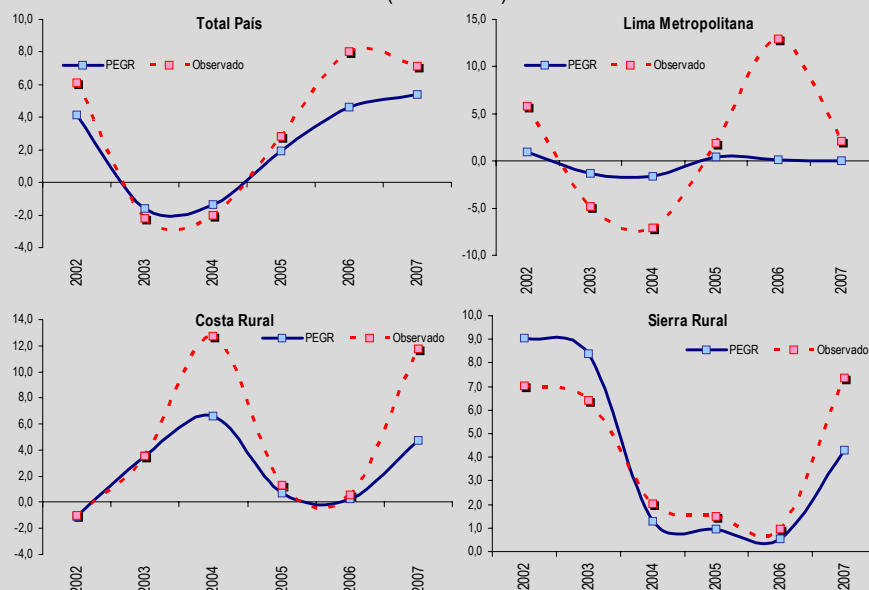 Total País
PEGR Observado
10,0
8,0
6,0
4,0
2,0
0,0
-2,0
-4,0
2002 2003 2004 2005 2006 2007
Lima Metropolitana
PEGR Observado
15,0
10,0
5,0
0,0
-5,0
-10,0
2002 2003 2004 2005 2006 2007
Costa Rural
PEGR Observado
14,0
12,0
10,0
8,0
6,0
4,0
2,0
0,0
-2,0
-4,0
2002 2003 2004 2005 2006 2007
Sierra Rural
PEGR Observado
10,0
9,0
8,0
7,0
6,0
5,0
4,0
3,0
2,0
1,0
0,0
2002 2003 2004 2005 2006 2007